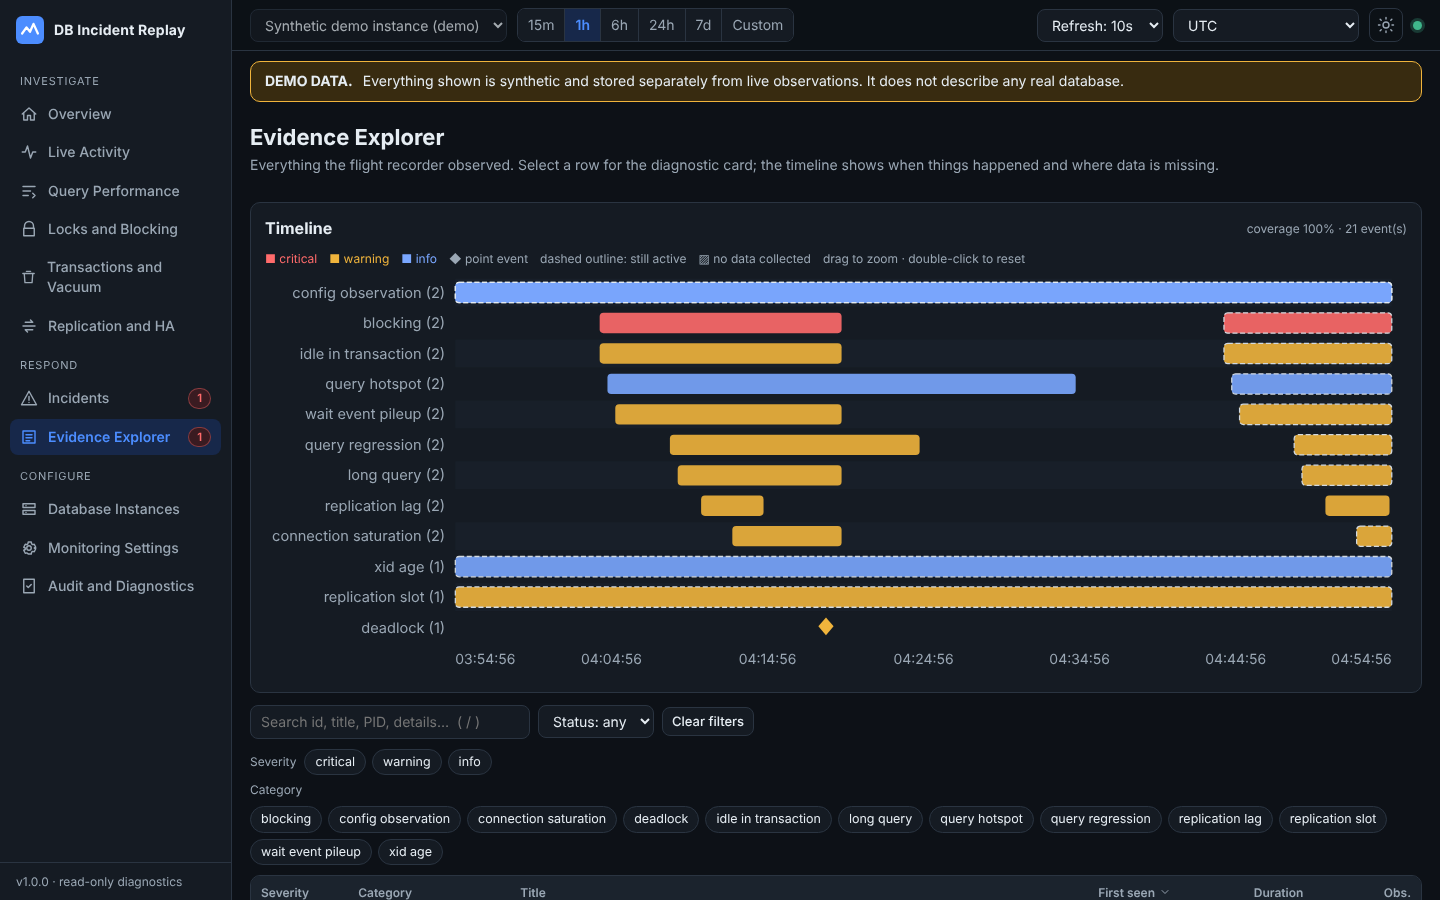 DB Incident Replay
Synthetic demo instance (demo)
15m 1h 6h 24h 7d Custom
Refresh: 10s
UTC
INVESTIGATE
Overview
Live Activity
Query Performance
Locks and Blocking
Transactions and
Vacuum
Replication and HA
RESPOND
Incidents 1
Evidence Explorer 1
CONFIGURE
Database Instances
Monitoring Settings
Audit and Diagnostics
v1.0.0 · read-only diagnostics
DEMO DATA. Everything shown is synthetic and stored separately from live observations. It does not describe any real database.
Evidence Explorer
Everything the flight recorder observed. Select a row for the diagnostic card; the timeline shows when things happened and where data is missing.
Timeline
coverage 100% · 21 event(s)
critical warning info point event dashed outline: still active no data collected drag to zoom · double-click to reset
config observation (2)
blocking (2)
idle in transaction (2)
query hotspot (2)
wait event pileup (2)
query regression (2)
long query (2)
replication lag (2)
connection saturation (2)
xid age (1)
replication slot (1)
deadlock (1)
03:54:56 04:04:56 04:14:56 04:24:56 04:34:56 04:44:56 04:54:56
Search id, title, PID, details... ( / )
Status: any
Clear filters
Severity critical warning info
Category
blocking config observation connection saturation deadlock idle in transaction long query query hotspot query regression replication lag replication slot
wait event pileup xid age
Severity Category Title First seen Duration Obs.